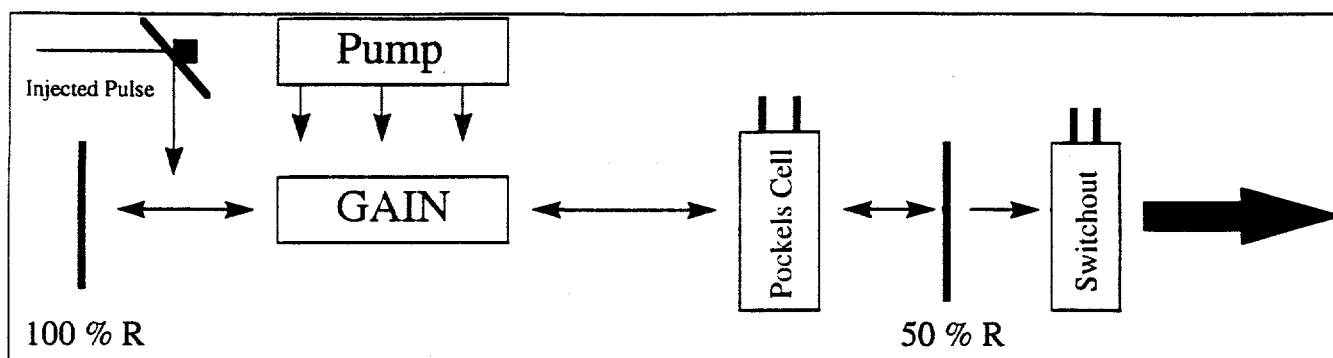 Pump
Injected Pulse
GAIN
Pockels Cell
Switchout
100 % R
50 % R